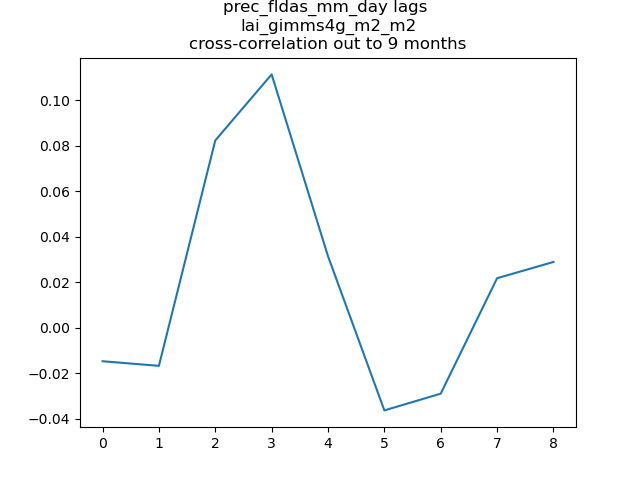 prec_fldas_mm_day lags
lai_gimms4g_m2_m2
cross-correlation out to 9 months
0.10
0.08
0.06
0.04
0.02
0.00
−0.02
−0.04
0 1 2 3 4 5 6 7 8